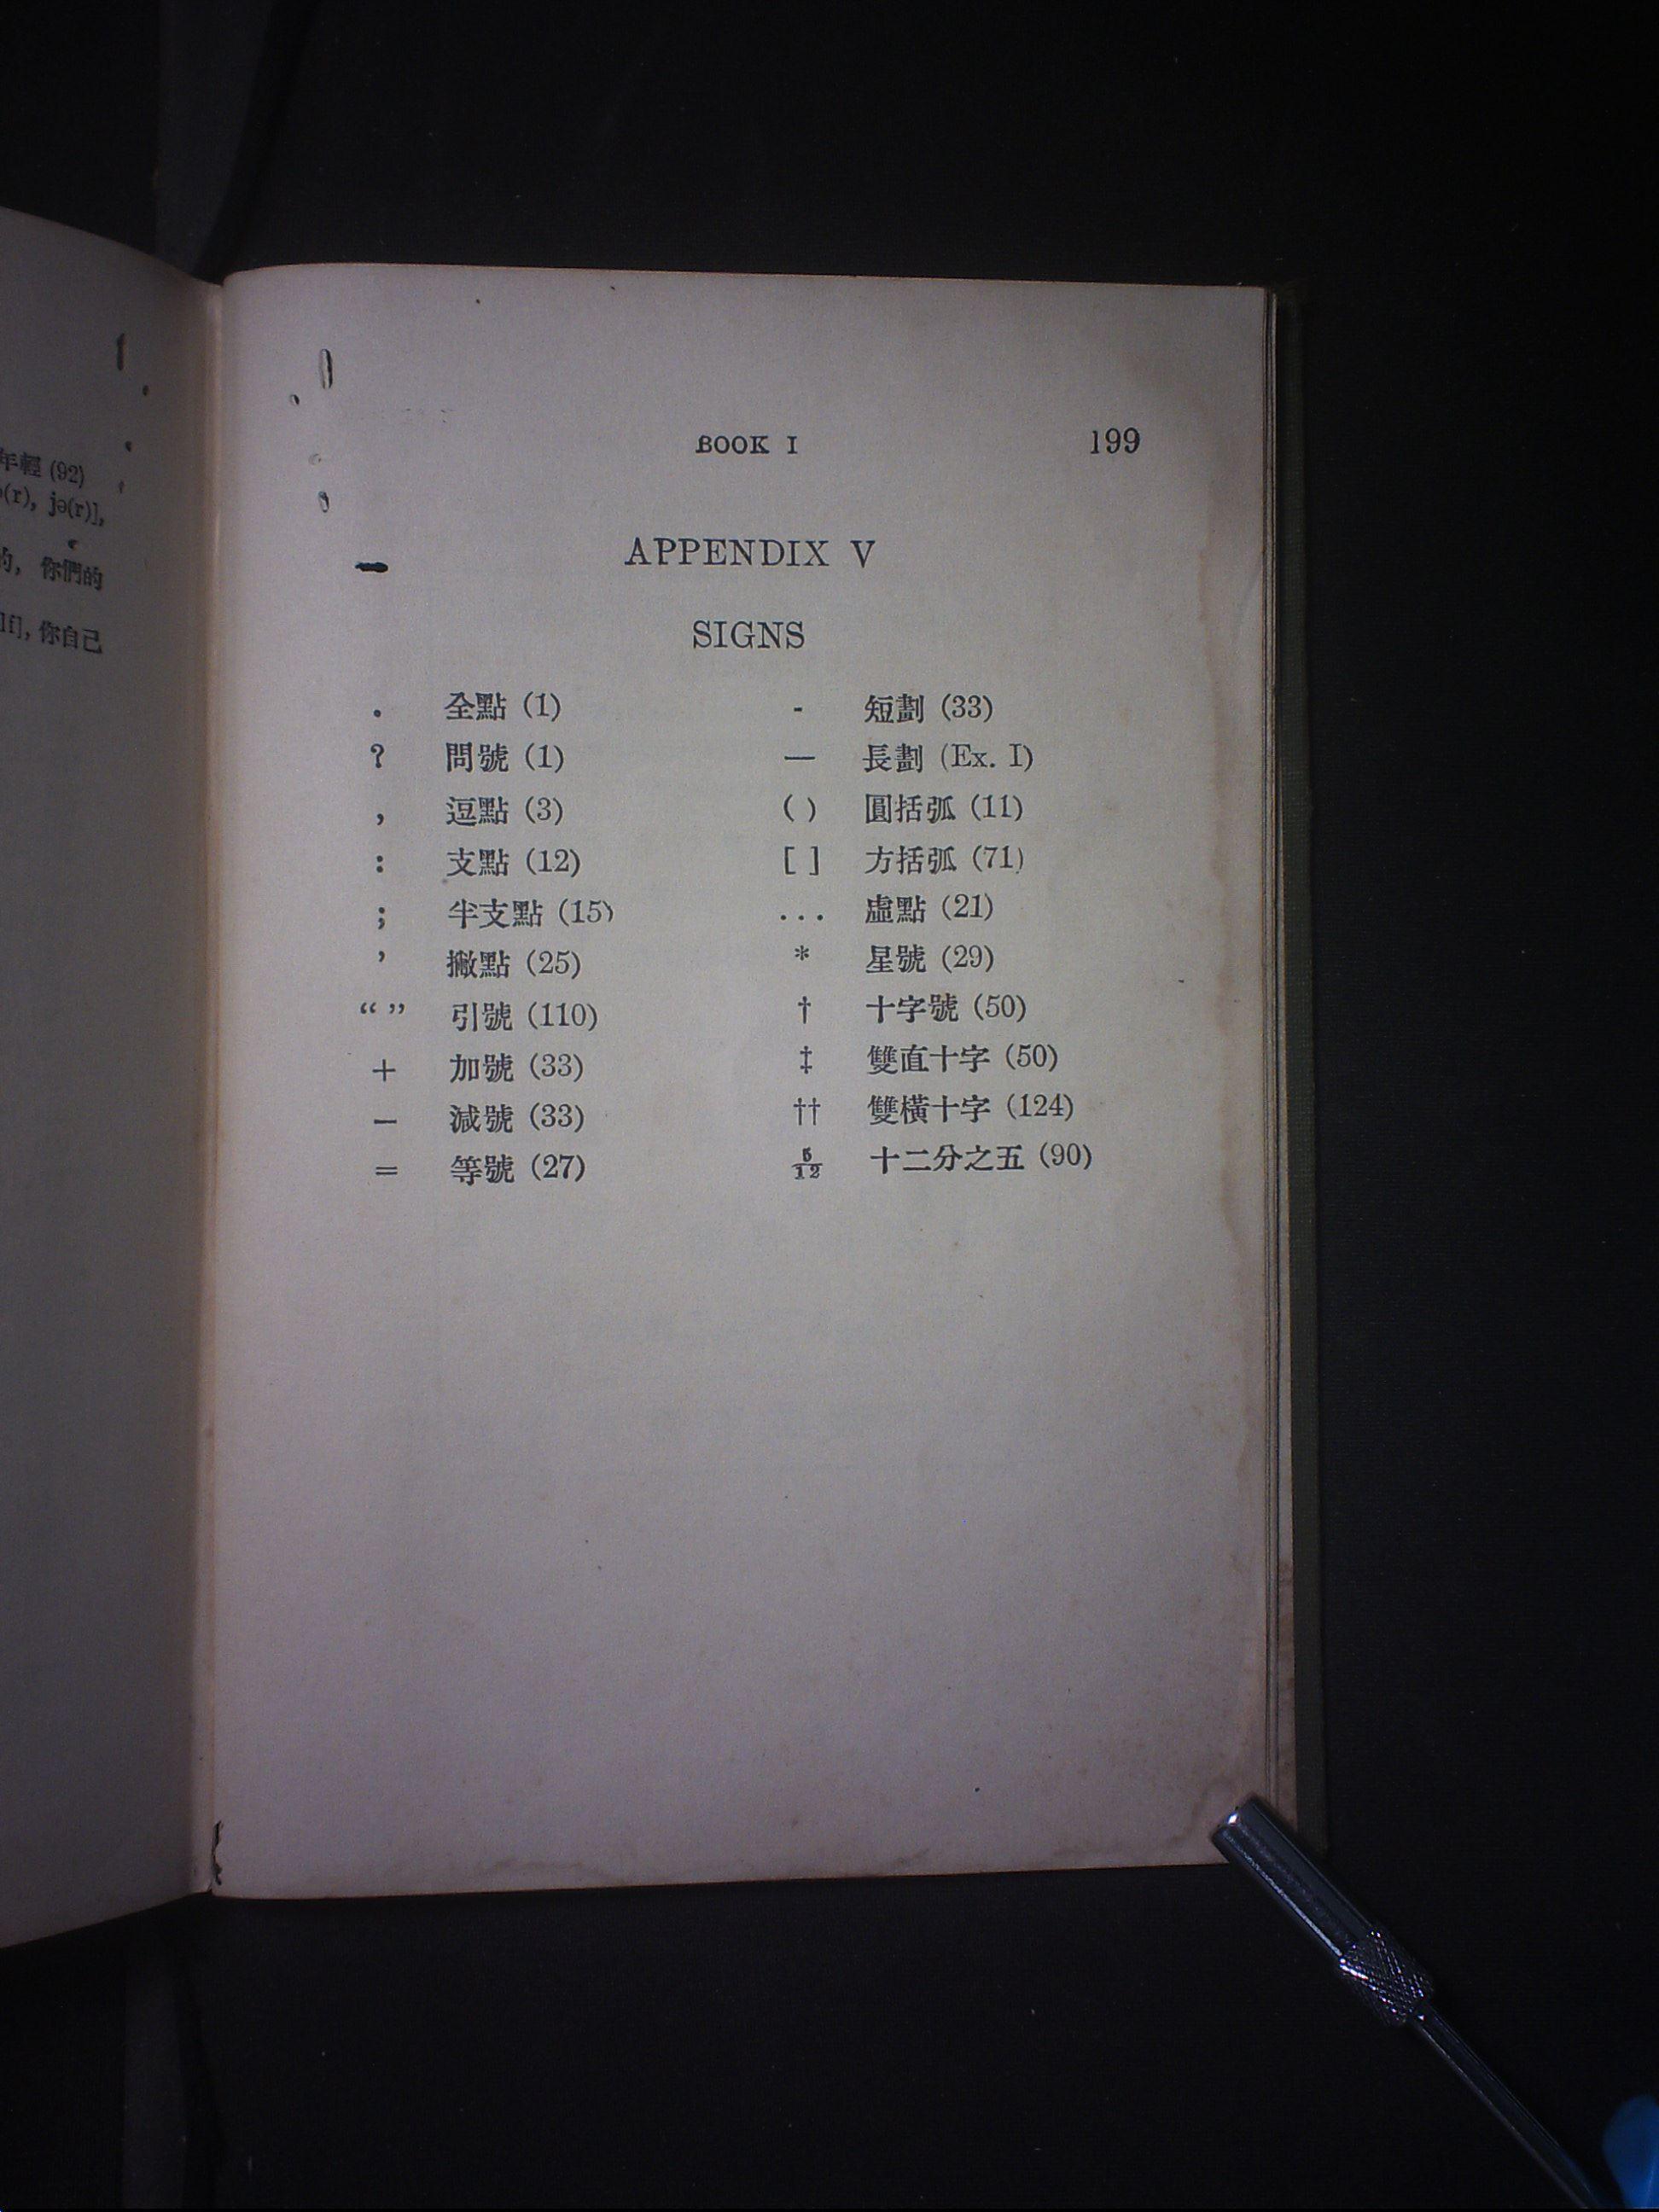 年輕 (92)
(r), jə(r)],
的, 你們的
lf], 你自己
BOOK I 199
APPENDIX V
SIGNS
. 全點 (1)
? 問號 (1)
, 逗點 (3)
: 支點 (12)
; 半支點 (15)
’ 撇點 (25)
“ ” 引號 (110)
+ 加號 (33)
− 減號 (33)
= 等號 (27)
- 短劃 (33)
— 長劃 (Ex. I)
( ) 圓括弧 (11)
[ ] 方括弧 (71)
... 虛點 (21)
* 星號 (29)
† 十字號 (50)
‡ 雙直十字 (50)
†† 雙橫十字 (124)
5/12 十二分之五 (90)